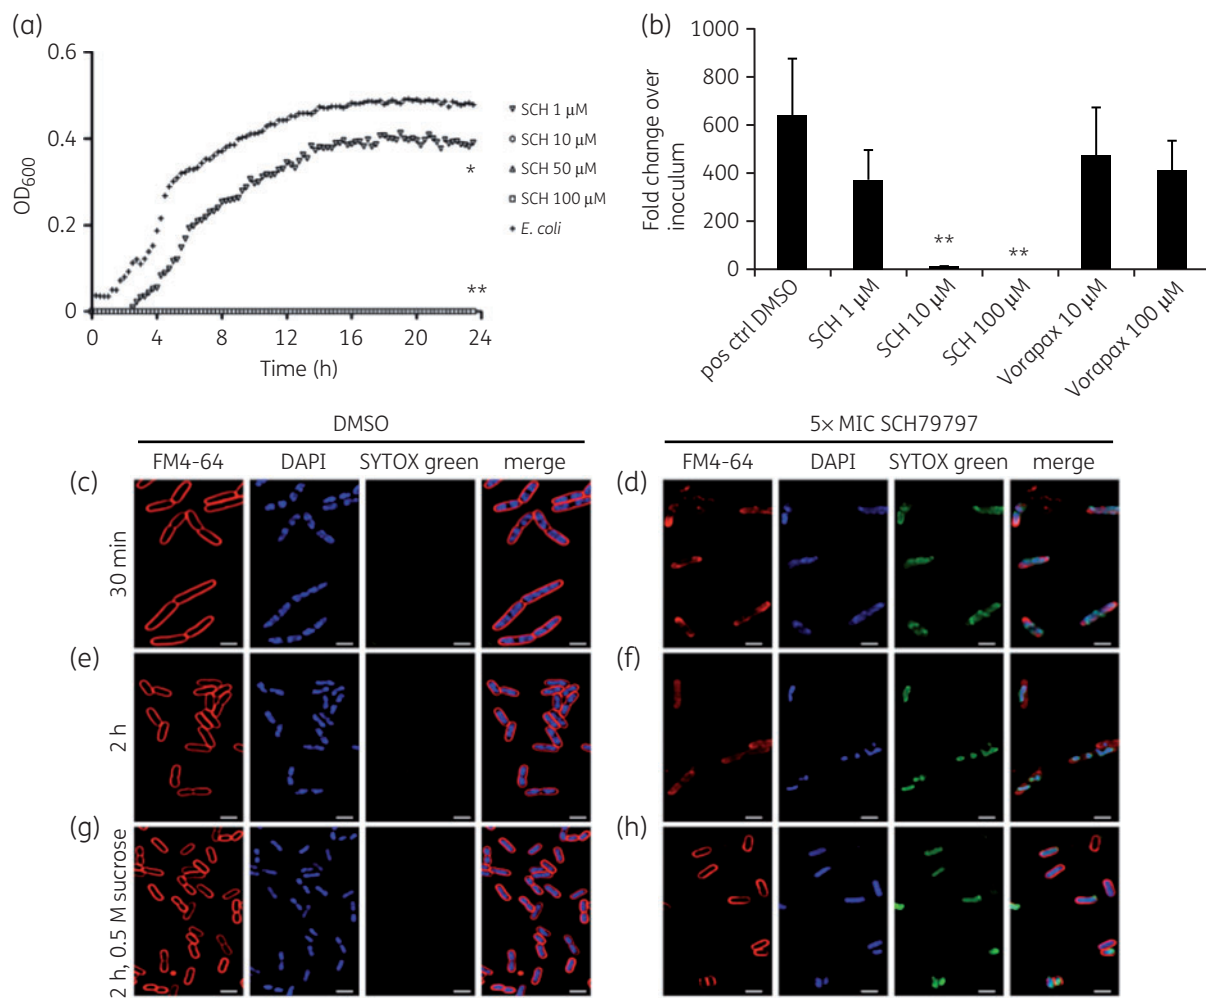 (a)
0.6
0.4
0.2
0
OD600
0 4 8 12 16 20 24
Time (h)
SCH 1 µM
SCH 10 µM
SCH 50 µM
SCH 100 µM
E. coli
*
**
(b)
1000
800
600
400
200
0
Fold change over
inoculum
**
**
pos ctrl DMSO
SCH 1 µM
SCH 10 µM
SCH 100 µM
Vorapax 10 µM
Vorapax 100 µM
DMSO
FM4-64 DAPI SYTOX green merge
5× MIC SCH79797
FM4-64 DAPI SYTOX green merge
(c)
(d)
30 min
(e)
(f)
2 h
(g)
(h)
2 h, 0.5 M sucrose